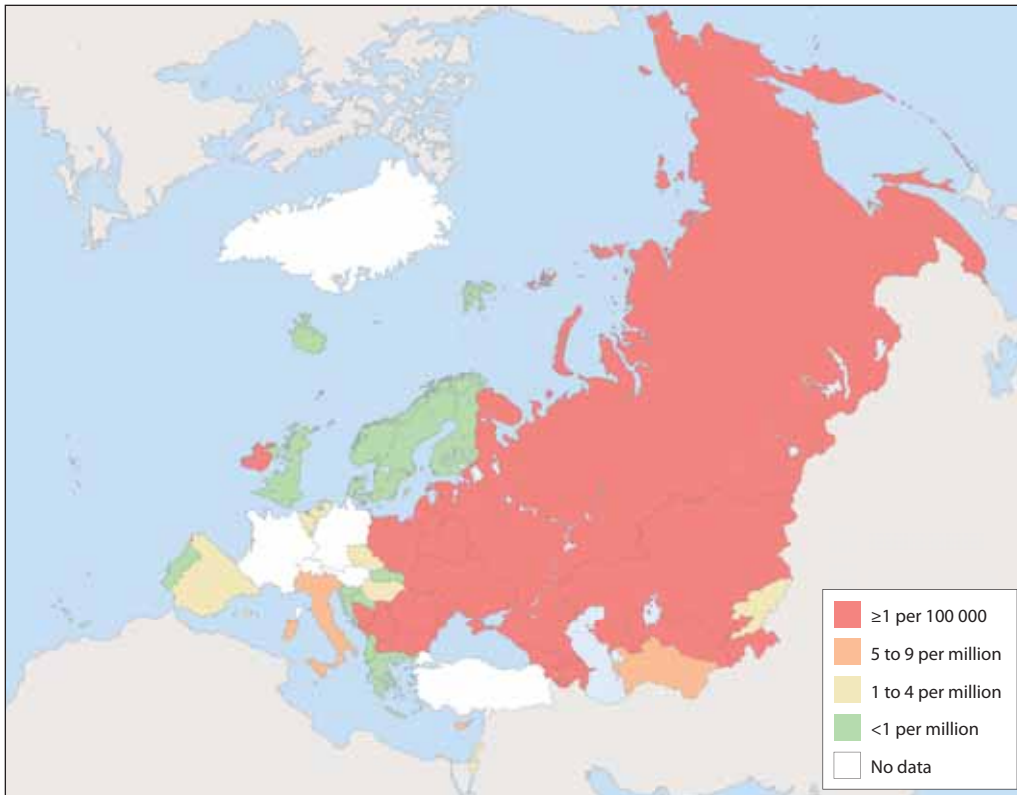 ≥1 per 100 000
5 to 9 per million
1 to 4 per million
<1 per million
No data